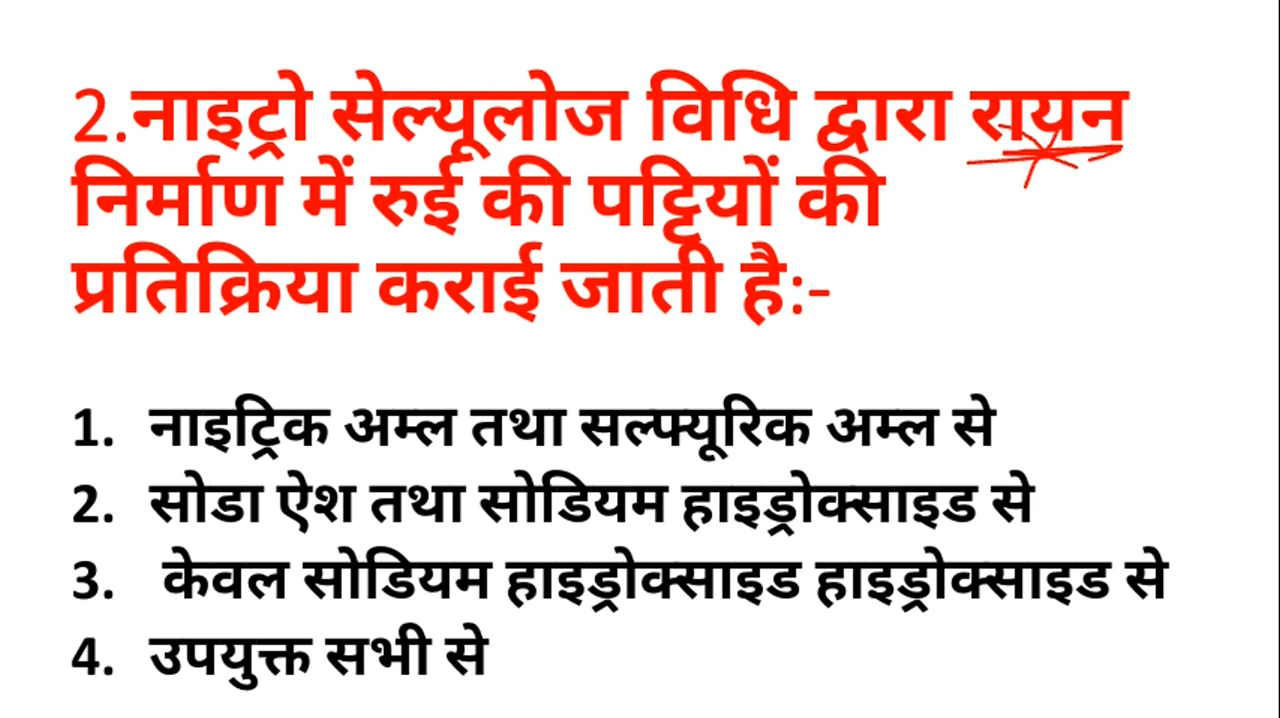 2.नाइट्रो सेल्यूलोज विधि द्वारा रायन
निर्माण में रुई की पट्टियों की
प्रतिक्रिया कराई जाती है:-
1. नाइट्रिक अम्ल तथा सल्फ्यूरिक अम्ल से
2. सोडा ऐश तथा सोडियम हाइड्रोक्साइड से
3. केवल सोडियम हाइड्रोक्साइड हाइड्रोक्साइड से
4. उपयुक्त सभी से